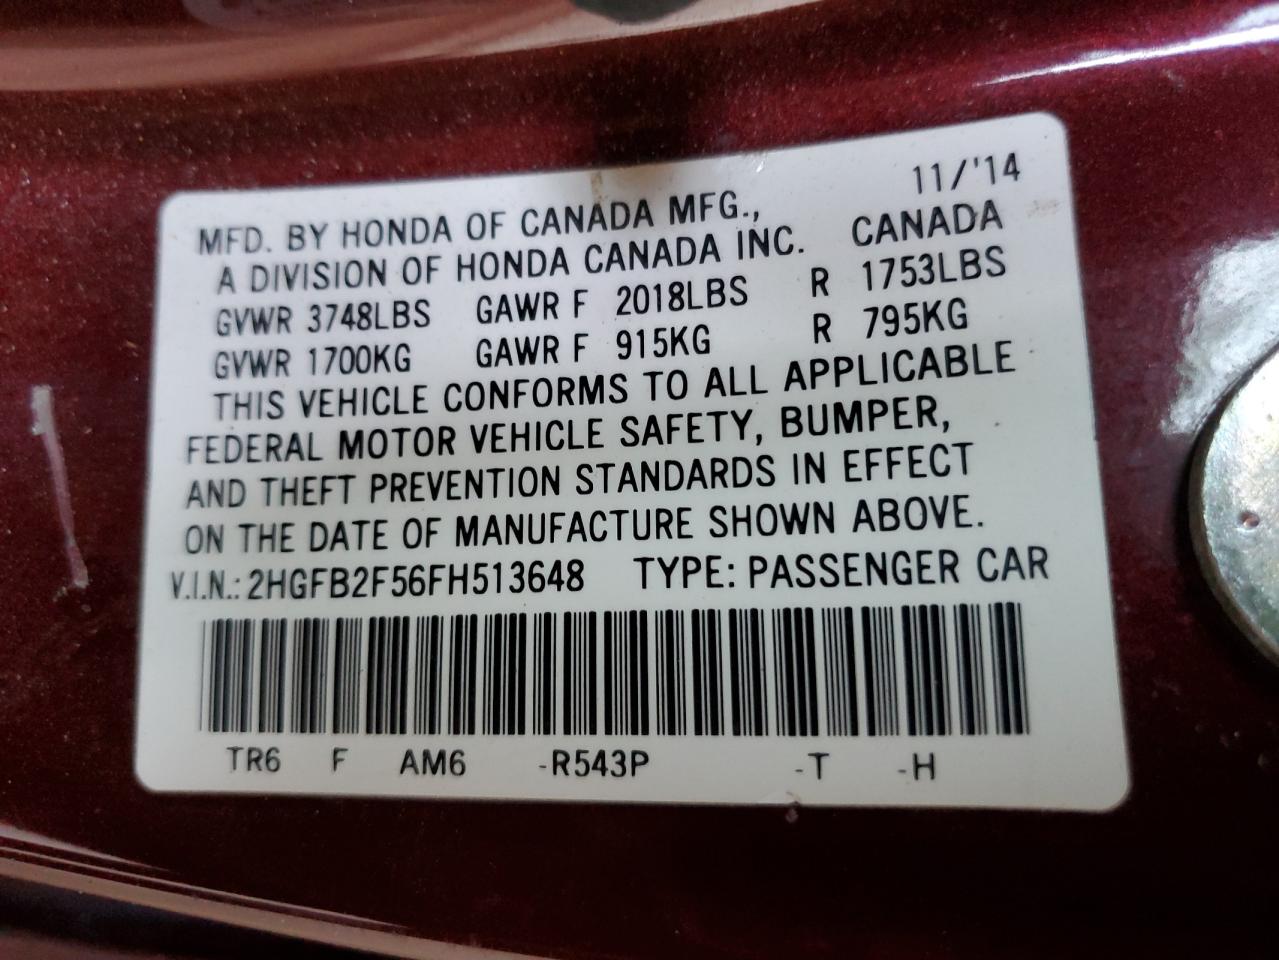 11/'14
MFD. BY HONDA OF CANADA MFG.,
A DIVISION OF HONDA CANADA INC. CANADA
GVWR 3748LBS GAWR F 2018LBS R 1753LBS
GVWR 1700KG GAWR F 915KG R 795KG
THIS VEHICLE CONFORMS TO ALL APPLICABLE
FEDERAL MOTOR VEHICLE SAFETY, BUMPER,
AND THEFT PREVENTION STANDARDS IN EFFECT
ON THE DATE OF MANUFACTURE SHOWN ABOVE.
V.I.N.: 2HGFB2F56FH513648 TYPE: PASSENGER CAR
TR6 F AM6 -R543P -T -H